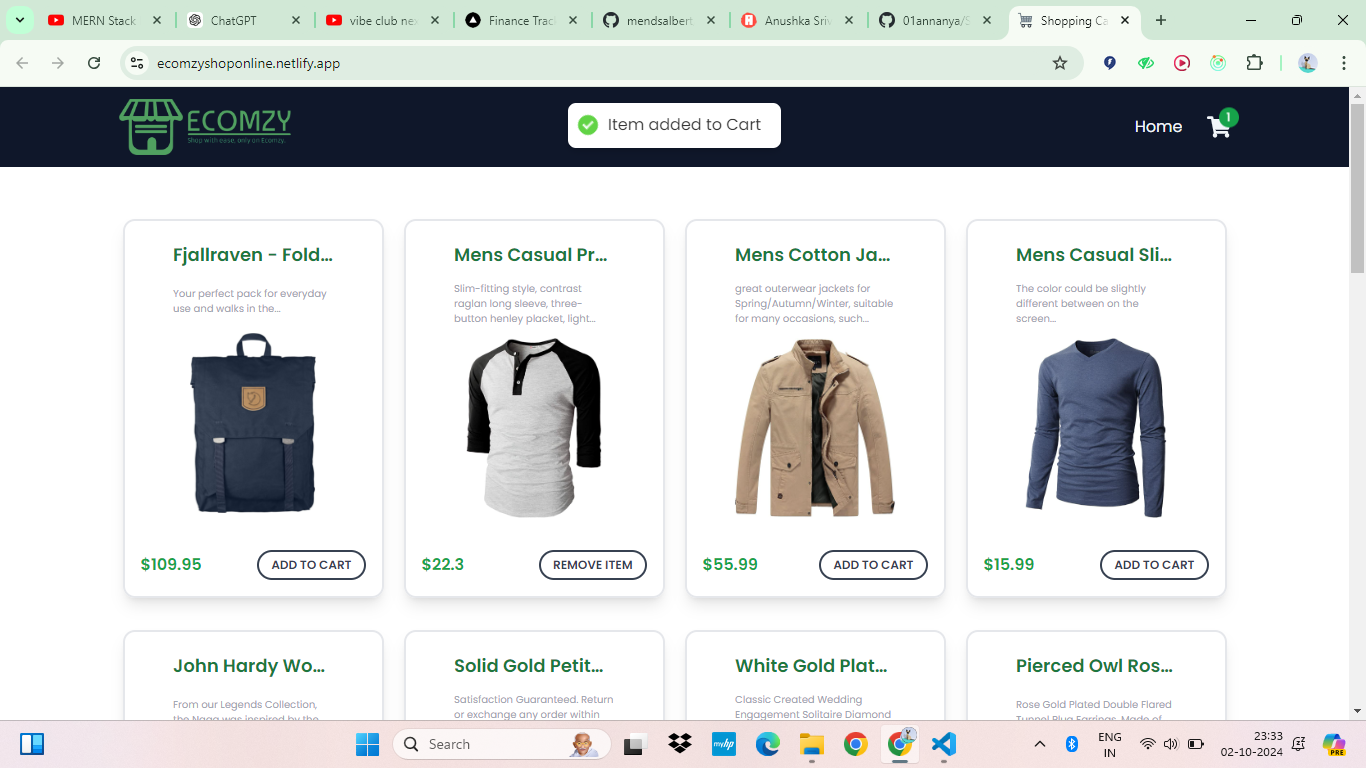 MERN Stack
ChatGPT
vibe club nex
Finance Trac
mendsalbert
Anushka Sriv
01annanya/S
Shopping Ca
ecomzyshoponline.netlify.app
ECOMZY
Shop with ease, only on Ecomzy.
Item added to Cart
Home
1
Fjallraven - Fold...
Your perfect pack for everyday
use and walks in the...
$109.95
ADD TO CART
Mens Casual Pr...
Slim-fitting style, contrast
raglan long sleeve, three-
button henley placket, light...
$22.3
REMOVE ITEM
Mens Cotton Ja...
great outerwear jackets for
Spring/Autumn/Winter, suitable
for many occasions, such...
$55.99
ADD TO CART
Mens Casual Sli...
The color could be slightly
different between on the
screen...
$15.99
ADD TO CART
John Hardy Wo...
From our Legends Collection,
the Naga was inspired by the
Solid Gold Petit...
Satisfaction Guaranteed. Return
or exchange any order within
White Gold Plat...
Classic Created Wedding
Engagement Solitaire Diamond
Pierced Owl Ros...
Rose Gold Plated Double Flared
Tunnel Plug Earrings. Made of
Search
myhp
ENG
IN
23:33
02-10-2024
PRE